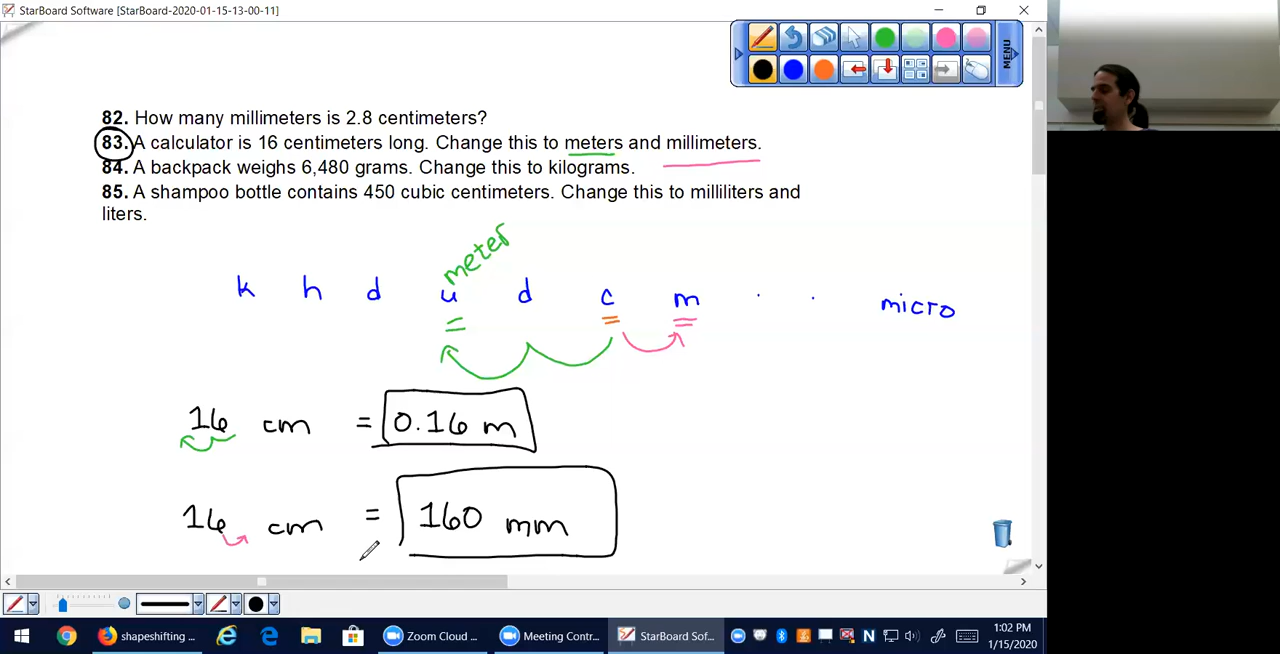 StarBoard Software [StarBoard-2020-01-15-13-00-11]
MENU
82. How many millimeters is 2.8 centimeters?
83. A calculator is 16 centimeters long. Change this to meters and millimeters.
84. A backpack weighs 6,480 grams. Change this to kilograms.
85. A shampoo bottle contains 450 cubic centimeters. Change this to milliliters and
liters.
meter
k h d u d c m . . micro
16 cm = 0.16 m
16 cm = 160 mm
shapeshifting ... Zoom Cloud ... Meeting Contr... StarBoard Sof... N 1:02 PM
1/15/2020